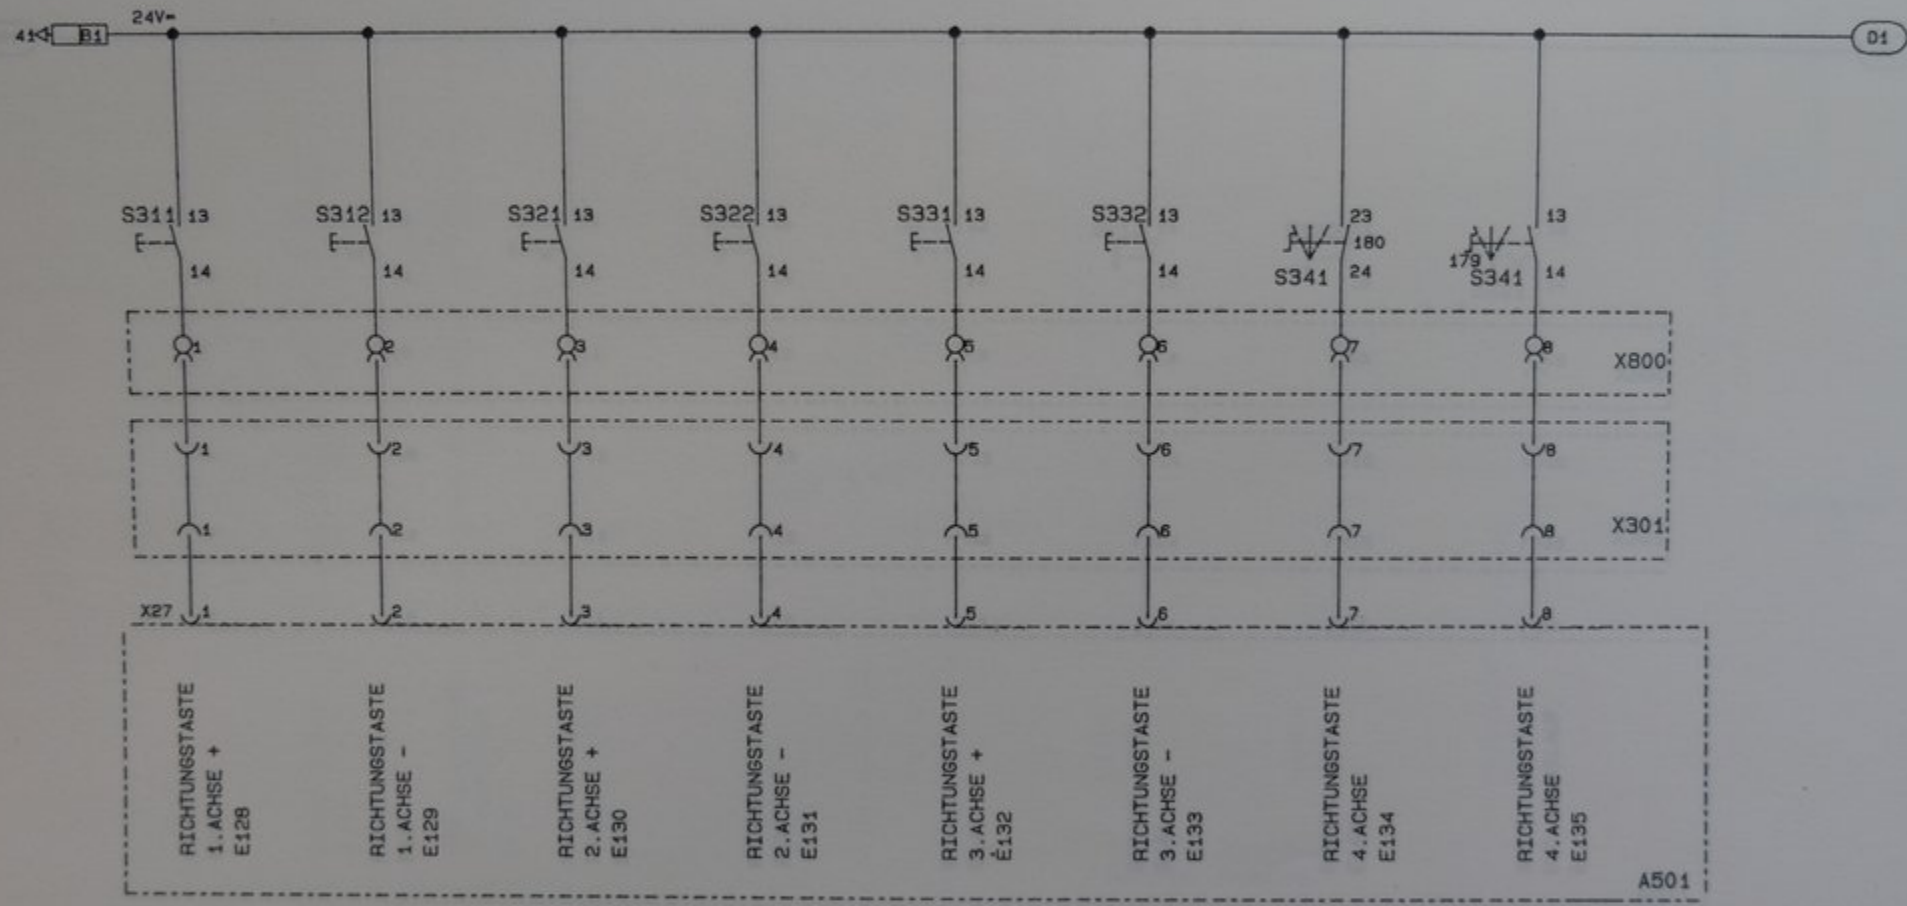 24V=
41 B1 D1
S311 13 S312 13 S321 13 S322 13 S331 13 S332 13 23 13
180 179
14 14 14 14 14 14 S341 24 S341 14
1 2 3 4 5 6 7 8
X800
1 2 3 4 5 6 7 8
1 2 3 4 5 6 7 8
X301
X27 1 2 3 4 5 6 7 8
RICHTUNGSTASTE
1.ACHSE +
E128
RICHTUNGSTASTE
1.ACHSE -
E129
RICHTUNGSTASTE
2.ACHSE +
E130
RICHTUNGSTASTE
2.ACHSE -
E131
RICHTUNGSTASTE
3.ACHSE +
E132
RICHTUNGSTASTE
3.ACHSE -
E133
RICHTUNGSTASTE
4.ACHSE
E134
RICHTUNGSTASTE
4.ACHSE
E135
A501